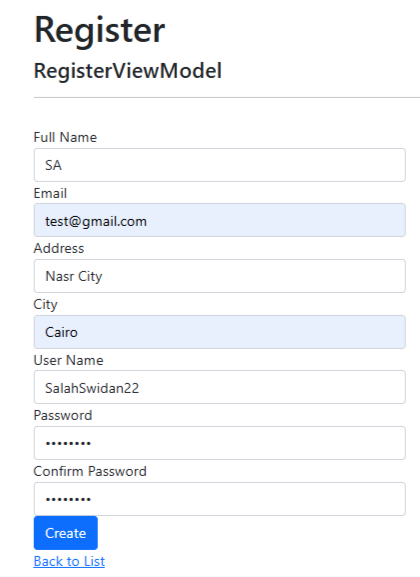 Register
RegisterViewModel
Full Name
SA
Email
test@gmail.com
Address
Nasr City
City
Cairo
User Name
SalahSwidan22
Password
••••••••
Confirm Password
••••••••
Create
Back to List